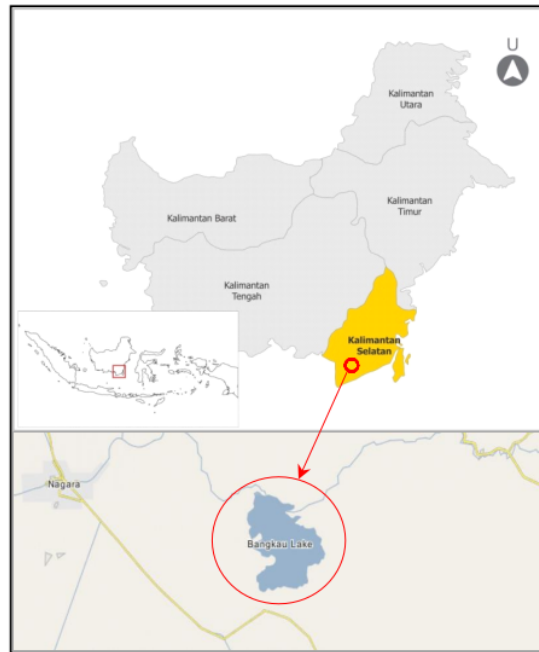 U
Kalimantan
Utara
Kalimantan
Timur
Kalimantan Barat
Kalimantan
Tengah
Kalimantan
Selatan
Nagara
Bangkau Lake